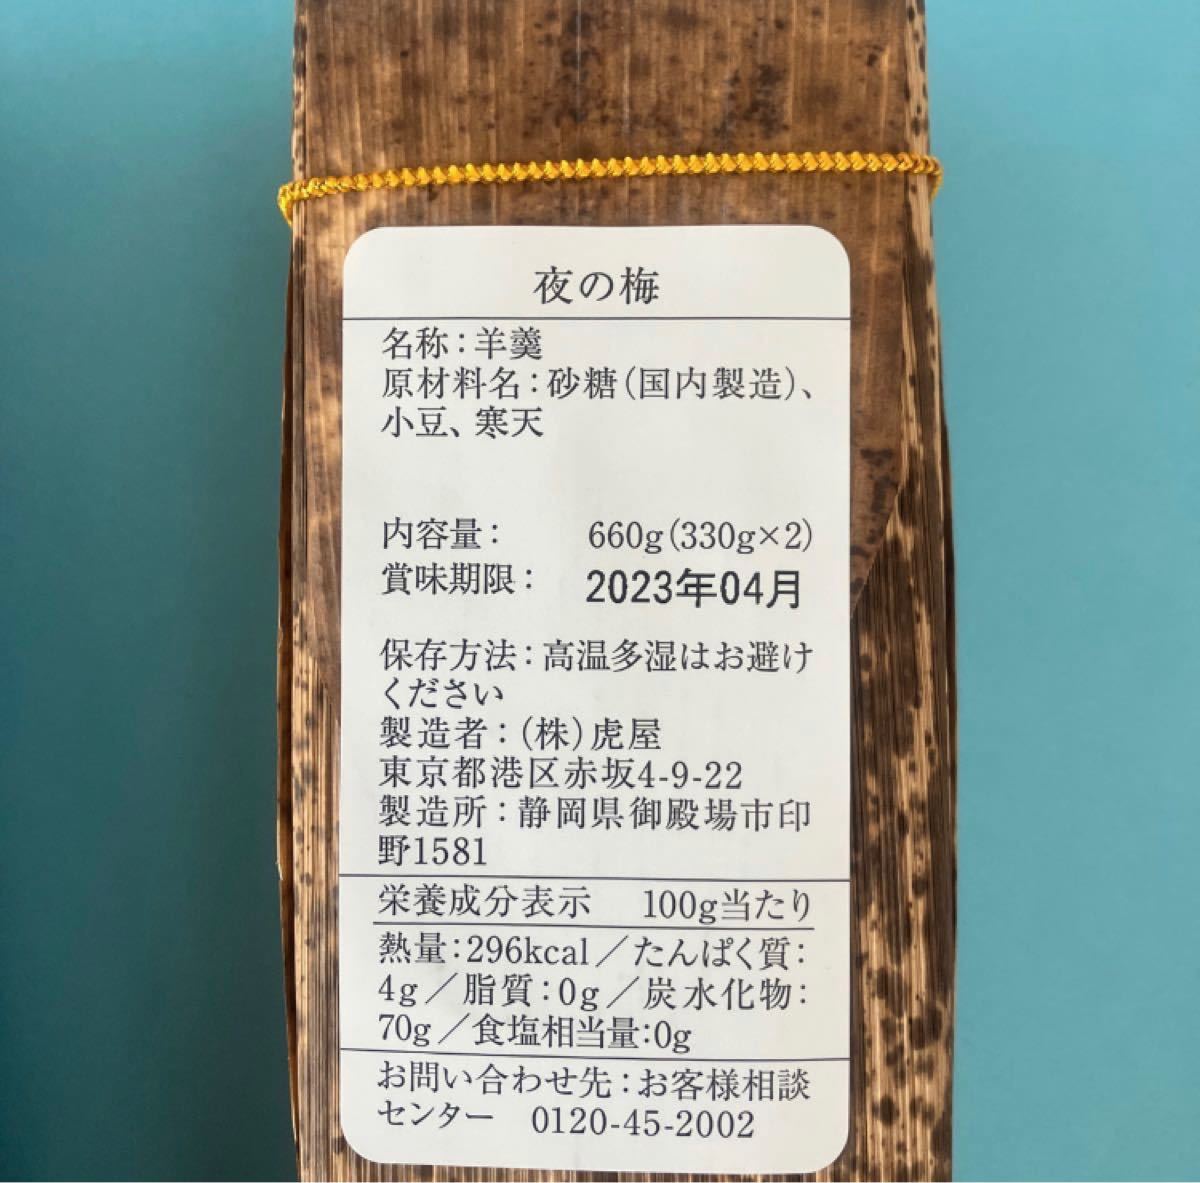 夜の梅
名称：羊羹
原材料名：砂糖（国内製造）、
小豆、寒天
内容量： 660g（330g×2）
賞味期限： 2023年04月
保存方法：高温多湿はお避け
ください
製造者：（株）虎屋
東京都港区赤坂4-9-22
製造所：静岡県御殿場市印
野1581
栄養成分表示 100g当たり
熱量：296kcal／たんぱく質：
4g／脂質：0g／炭水化物：
70g／食塩相当量：0g
お問い合わせ先：お客様相談
センター 0120-45-2002